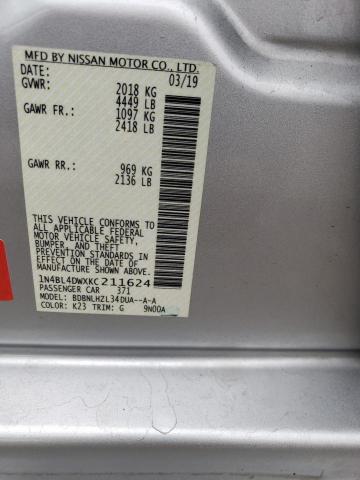 MFD BY NISSAN MOTOR CO., LTD.
DATE: 03/19
GVWR: 2018 KG
4449 LB
GAWR FR: 1097 KG
2418 LB
GAWR RR: 969 KG
2136 LB
THIS VEHICLE CONFORMS TO
ALL APPLICABLE FEDERAL
MOTOR VEHICLE SAFETY,
BUMPER, AND THEFT
PREVENTION STANDARDS
IN EFFECT ON THE DATE OF
MANUFACTURE SHOWN ABOVE.
1N4BL4DWXKC211624
PASSENGER CAR 371
MODEL: BDBNLHZL34DUA--A-A
COLOR: K23 TRIM: G 9N00A